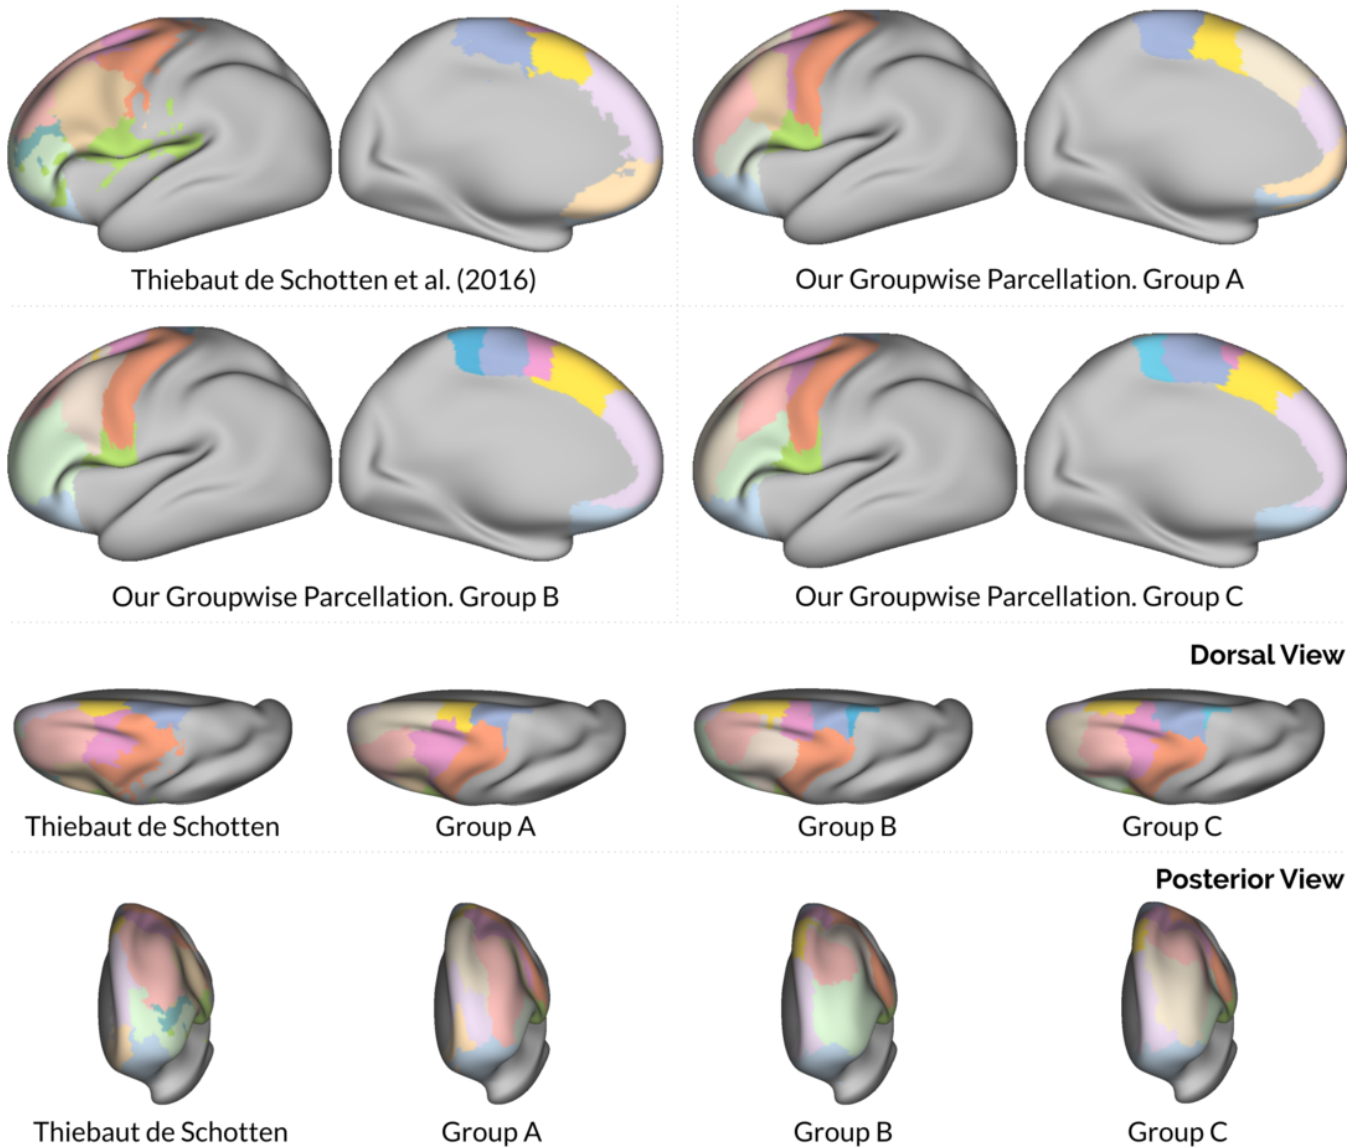 Thiebaut de Schotten et al. (2016)
Our Groupwise Parcellation. Group A
Our Groupwise Parcellation. Group B
Our Groupwise Parcellation. Group C
Dorsal View
Thiebaut de Schotten
Group A
Group B
Group C
Posterior View
Thiebaut de Schotten
Group A
Group B
Group C